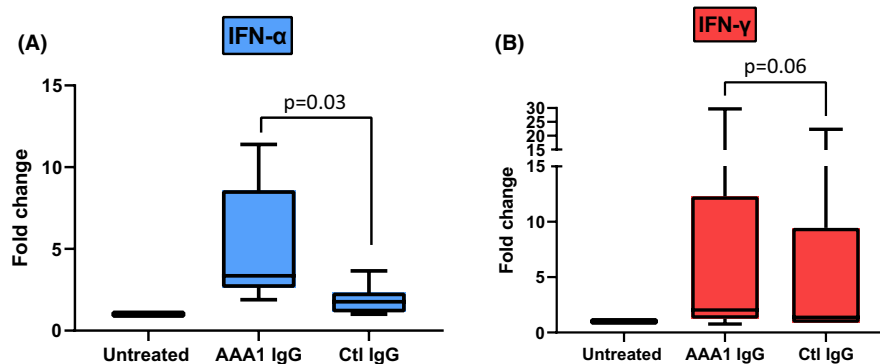 (A)
IFN-α
Fold change
15
10
5
0
p=0.03
Untreated
AAA1 IgG
Ctl IgG
(B)
IFN-γ
Fold change
30
25
20
15
15
10
5
0
p=0.06
Untreated
AAA1 IgG
Ctl IgG